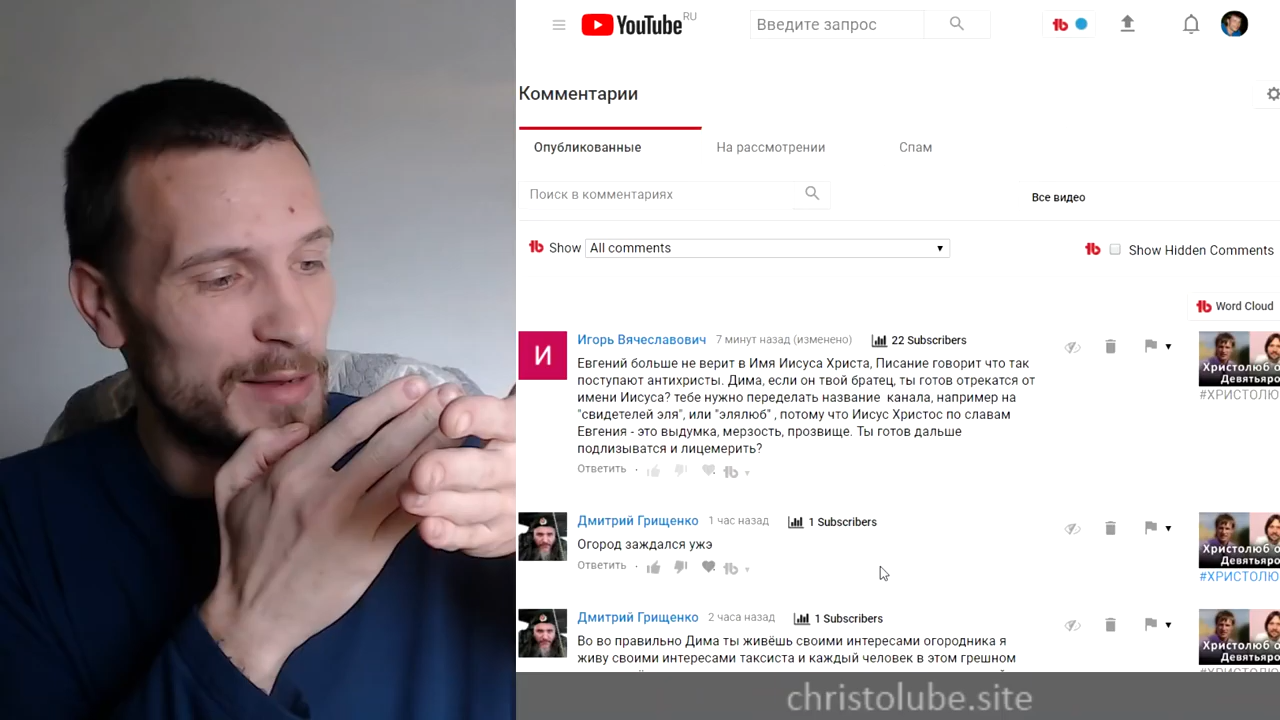 YouTube RU
Введите запрос
Комментарии
Опубликованные
На рассмотрении
Спам
Поиск в комментариях
Все видео
Show All comments
Show Hidden Comments
Word Cloud
И
Игорь Вячеславович 7 минут назад (изменено) 22 Subscribers
Евгений больше не верит в Имя Иисуса Христа, Писание говорит что так
поступают антихристы. Дима, если он твой братец, ты готов отрекатся от
имени Иисуса? тебе нужно переделать название канала, например на
"свидетелей эля", или "элялюб" , потому что Иисус Христос по славам
Евгения - это выдумка, мерзость, прозвище. Ты готов дальше
подлизыватся и лицемерить?
Ответить
Христолюб о
Девятьяро
#ХРИСТОЛЮ
Дмитрий Грищенко 1 час назад 1 Subscribers
Огород заждался ужэ
Ответить
Христолюб о
Девятьяро
#ХРИСТОЛЮ
Дмитрий Грищенко 2 часа назад 1 Subscribers
Во во правильно Дима ты живёшь своими интересами огородника я
живу своими интересами таксиста и каждый человек в этом грешном
Христолюб о
Девятьяро
christolube.site